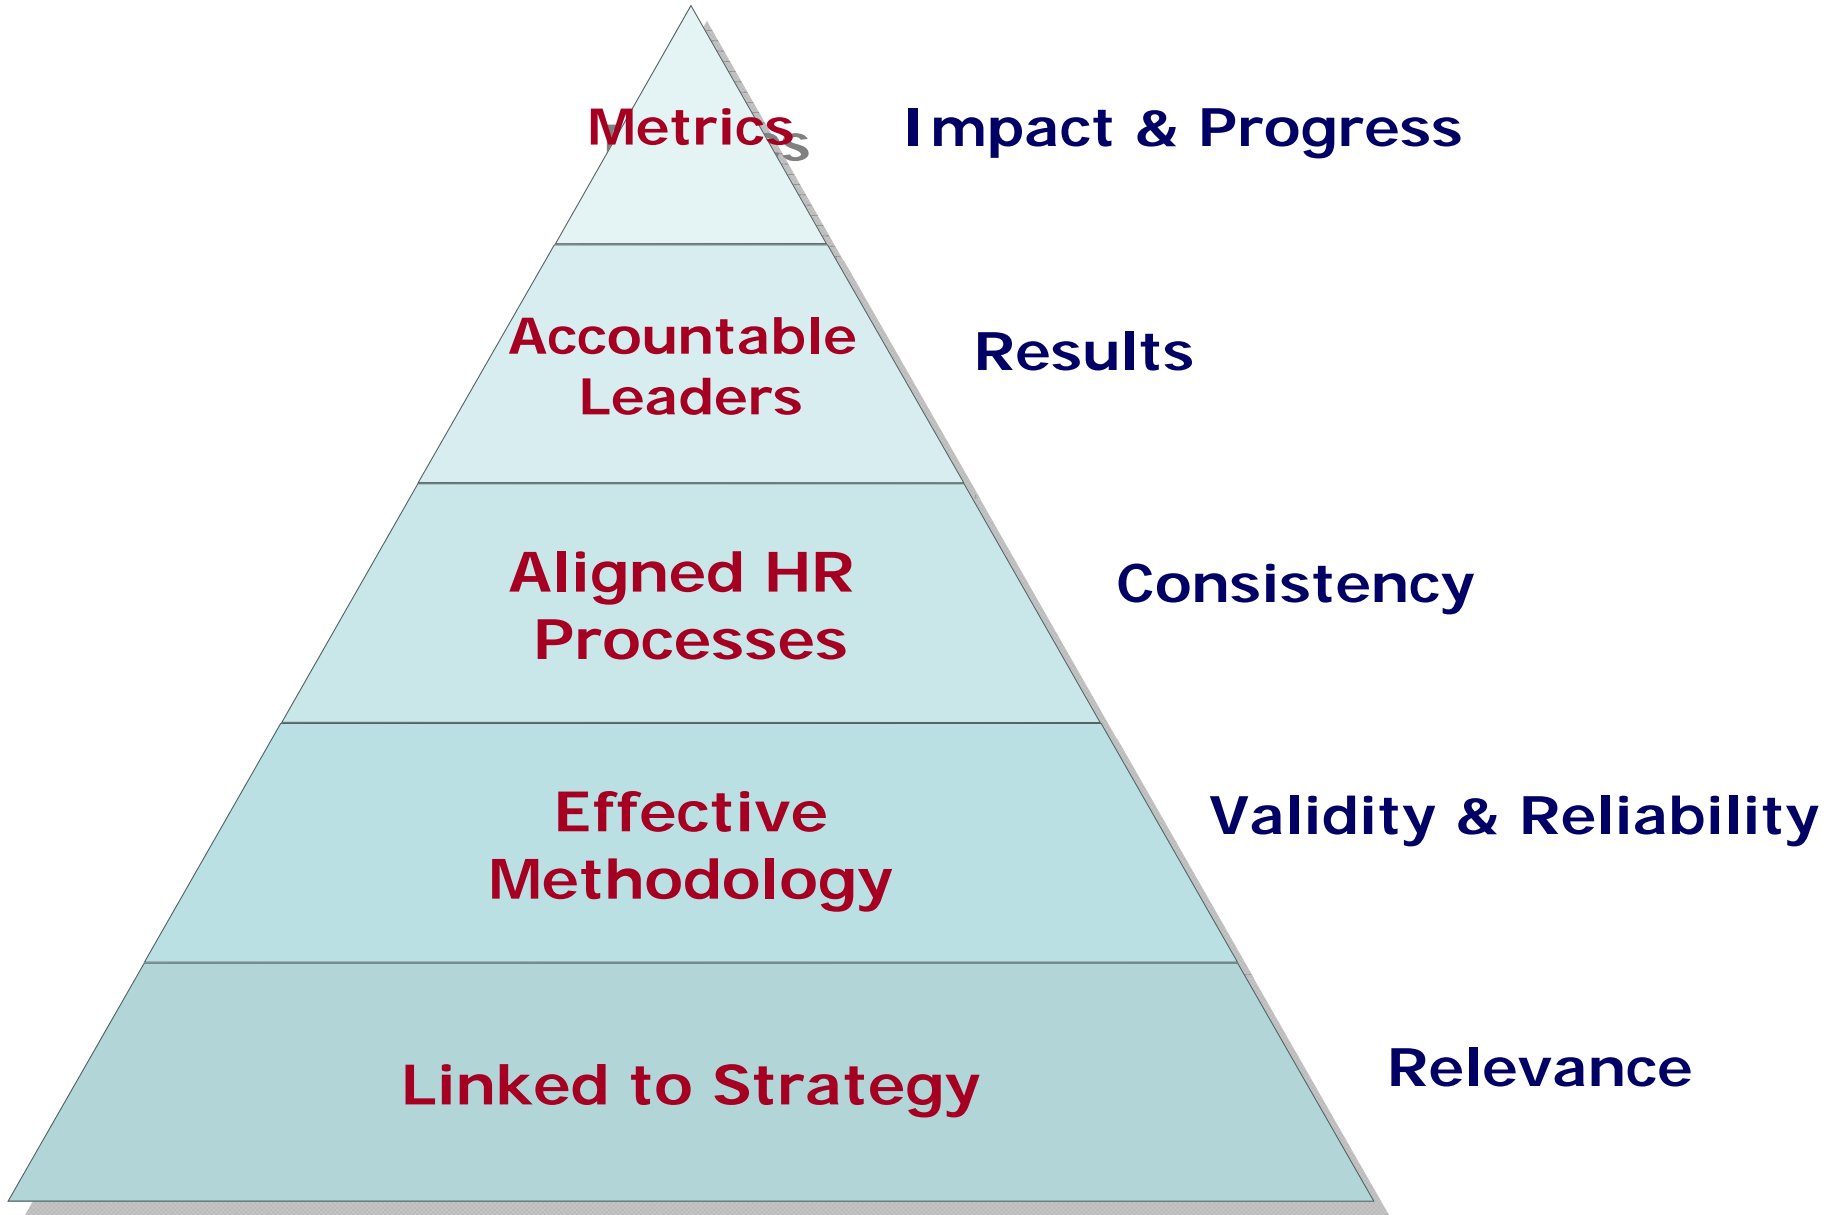 Metrics
Impact & Progress
Accountable
Leaders
Results
Aligned HR
Processes
Consistency
Effective
Methodology
Validity & Reliability
Linked to Strategy
Relevance